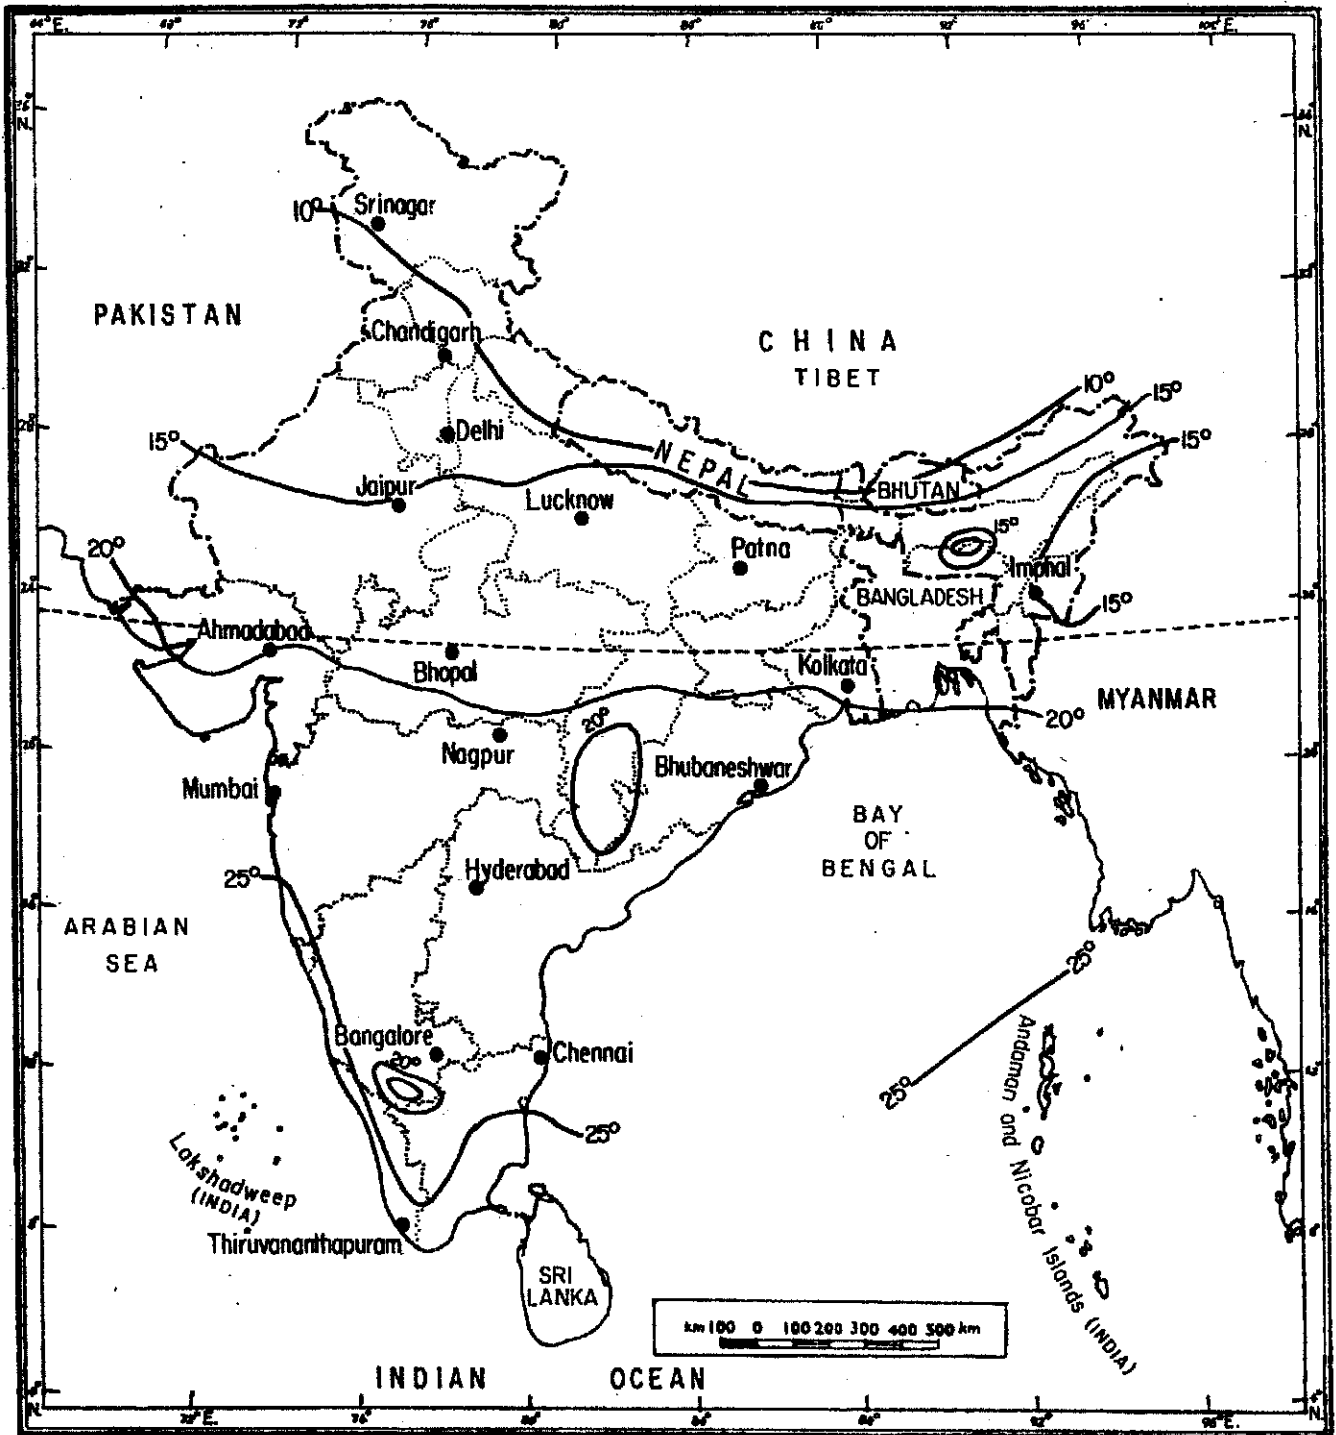 N.
N.
10°
Srinagar
PAKISTAN
Chandigarh
CHINA
TIBET
10°
15°
15°
15°
Delhi
NEPAL
Jaipur
Lucknow
BHUTAN
15°
20°
Patna
Imphal
BANGLADESH
15°
Ahmadabad
Bhopal
Kolkata
MYANMAR
20°
20°
Nagpur
Mumbai
Bhubaneshwar
BAY
OF
BENGAL
Hyderabad
25°
ARABIAN
SEA
25°
Bangalore
20°
Chennai
25°
25°
Andaman and Nicobar Islands (INDIA)
Lakshadweep
(INDIA)
Thiruvananthapuram
SRI
LANKA
km 100 0 100 200 300 400 500 km
INDIAN OCEAN
N.
N.